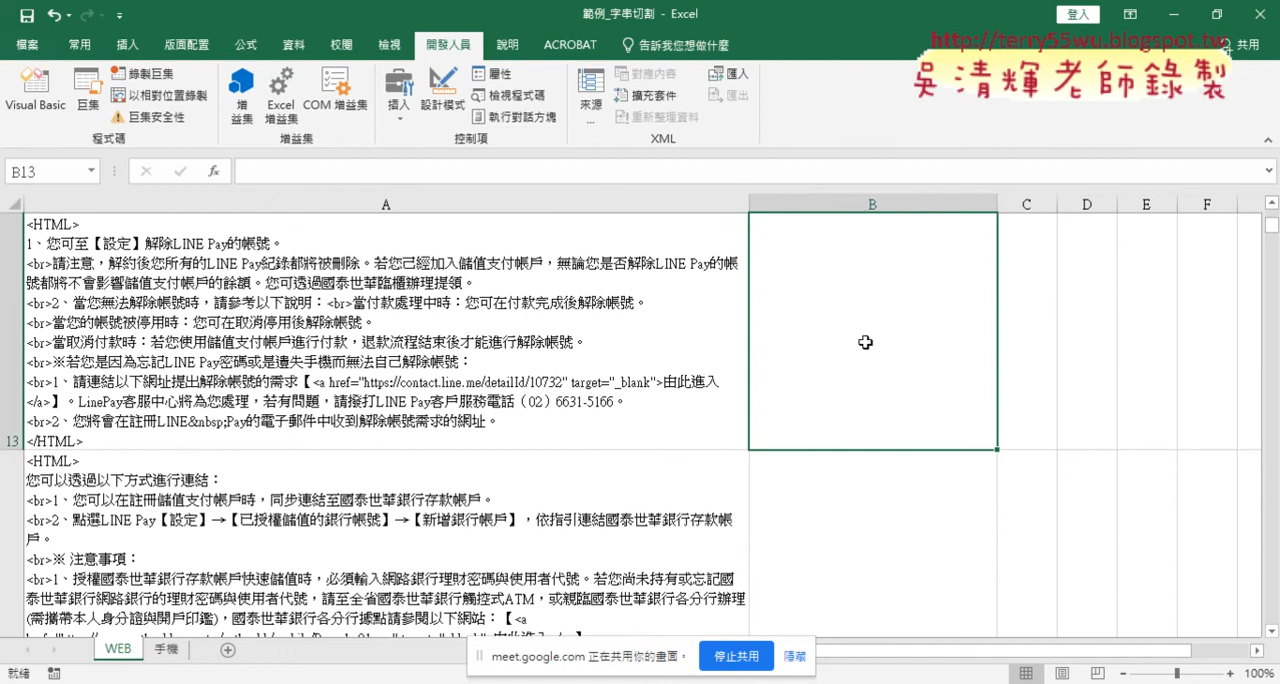 範例_字串切割 - Excel
登入
檔案 常用 插入 版面配置 公式 資料 校閱 檢視 開發人員 說明 ACROBAT 告訴我您想做什麼 共用
http://terry55wu.blogspot.tw
吳清輝老師錄製
Visual Basic
巨集
錄製巨集
以相對位置錄製
巨集安全性
程式碼
增益集
Excel 增益集
COM 增益集
增益集
插入
設計模式
屬性
檢視程式碼
執行對話方塊
控制項
來源
...
對應內容
擴充套件
重新整理資料
匯入
匯出
XML
B13
fx
A B C D E F
<HTML>
1、您可至【設定】解除LINE Pay的帳號。
<br>請注意，解約後您所有的LINE Pay紀錄都將被刪除。若您已經加入儲值支付帳戶，無論您是否解除LINE Pay的帳
號都將不會影響儲值支付帳戶的餘額。您可透過國泰世華臨櫃辦理提領。
<br>2、當您無法解除帳號時，請參考以下說明：<br>當付款處理中時：您可在付款完成後解除帳號。
<br>當您的帳號被停用時：您可在取消停用後解除帳號。
<br>當取消付款時：若您使用儲值支付帳戶進行付款，退款流程結束後才能進行解除帳號。
<br>※若您是因為忘記LINE Pay密碼或是遺失手機而無法自己解除帳號：
<br>1、請連結以下網址提出解除帳號的需求【<a href="https://contact.line.me/detailId/10732" target="_blank">由此進入
</a>】。LinePay客服中心將為您處理，若有問題，請撥打LINE Pay客戶服務電話（02）6631-5166。
<br>2、您將會在註冊LINE&nbsp;Pay的電子郵件中收到解除帳號需求的網址。
13 </HTML>
<HTML>
您可以透過以下方式進行連結：
<br>1、您可以在註冊儲值支付帳戶時，同步連結至國泰世華銀行存款帳戶。
<br>2、點選LINE Pay【設定】→【已授權儲值的銀行帳號】→【新增銀行帳戶】，依指引連結國泰世華銀行存款帳
戶。
<br>※ 注意事項：
<br>1、授權國泰世華銀行存款帳戶快速儲值時，必須輸入網路銀行理財密碼與使用者代號。若您尚未持有或忘記國
泰世華銀行網路銀行的理財密碼與使用者代號，請至全省國泰世華銀行觸控式ATM，或親臨國泰世華銀行各分行辦理
(需攜帶本人身分證與開戶印鑑)，國泰世華銀行各分行據點請參閱以下網站：【<a
WEB 手機
meet.google.com 正在共用你的畫面。 停止共用 隱藏
就緒
100%